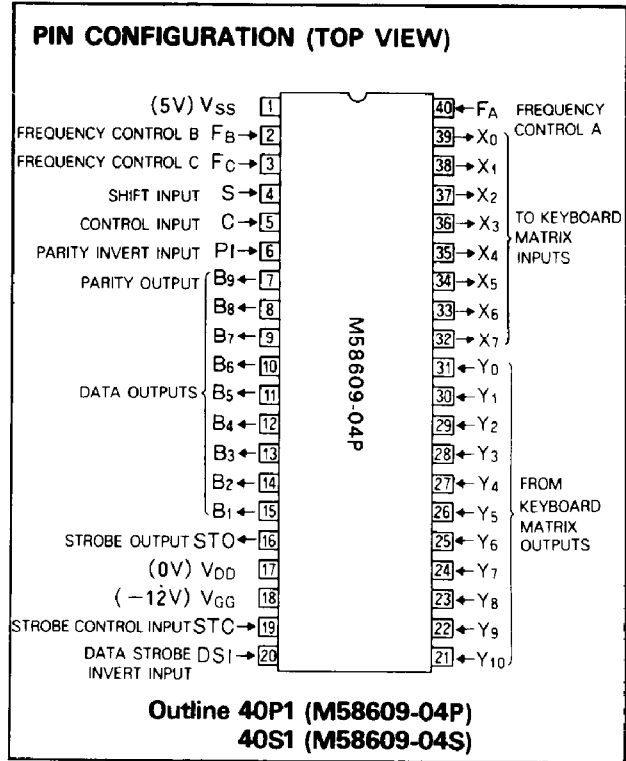 PIN CONFIGURATION (TOP VIEW)
(5V) VSS 1
FREQUENCY CONTROL B FB→ 2
FREQUENCY CONTROL C FC→ 3
SHIFT INPUT S→ 4
CONTROL INPUT C→ 5
PARITY INVERT INPUT PI→ 6
PARITY OUTPUT B9← 7
B8← 8
B7← 9
B6← 10
DATA OUTPUTS B5← 11
B4← 12
B3← 13
B2← 14
B1← 15
STROBE OUTPUT STO← 16
(0V) VDD 17
(−12V) VGG 18
STROBE CONTROL INPUT STC→ 19
DATA STROBE DSI→ 20
INVERT INPUT
M58609-04P
40 ←FA FREQUENCY
CONTROL A
39 →X0
38 →X1
37 →X2
36 →X3
35 →X4
34 →X5
33 →X6
32 →X7
TO KEYBOARD
MATRIX
INPUTS
31 ←Y0
30 ←Y1
29 ←Y2
28 ←Y3
27 ←Y4
26 ←Y5
25 ←Y6
24 ←Y7
23 ←Y8
22 ←Y9
21 ←Y10
FROM
KEYBOARD
MATRIX
OUTPUTS
Outline 40P1 (M58609-04P)
40S1 (M58609-04S)